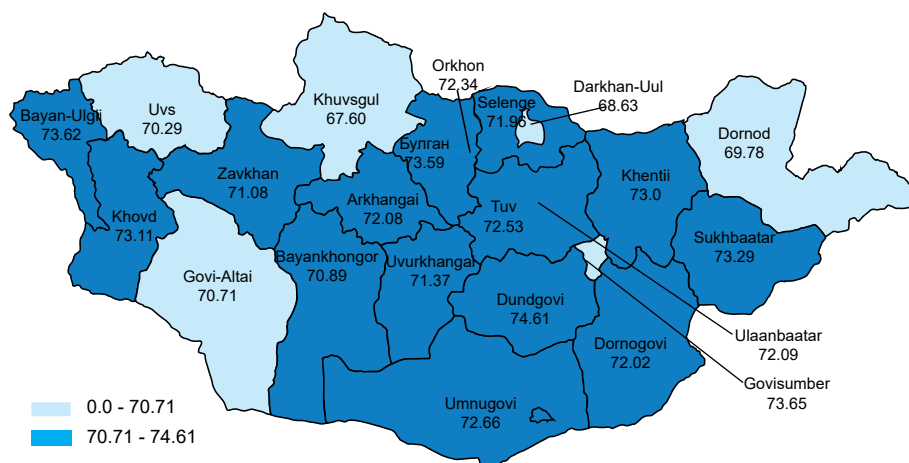 Orkhon
72.34
Darkhan-Uul
68.63
Uvs
70.29
Khuvsgul
67.60
Selenge
71.96
Bayan-Ulgii
73.62
Dornod
69.78
Булган
73.59
Zavkhan
71.08
Khentii
73.0
Arkhangai
72.08
Tuv
72.53
Khovd
73.11
Sukhbaatar
73.29
Govi-Altai
70.71
Bayankhongor
70.89
Uvurkhangai
71.37
Dundgovi
74.61
Dornogovi
72.02
Ulaanbaatar
72.09
Govisumber
73.65
Umnugovi
72.66
0.0 - 70.71
70.71 - 74.61